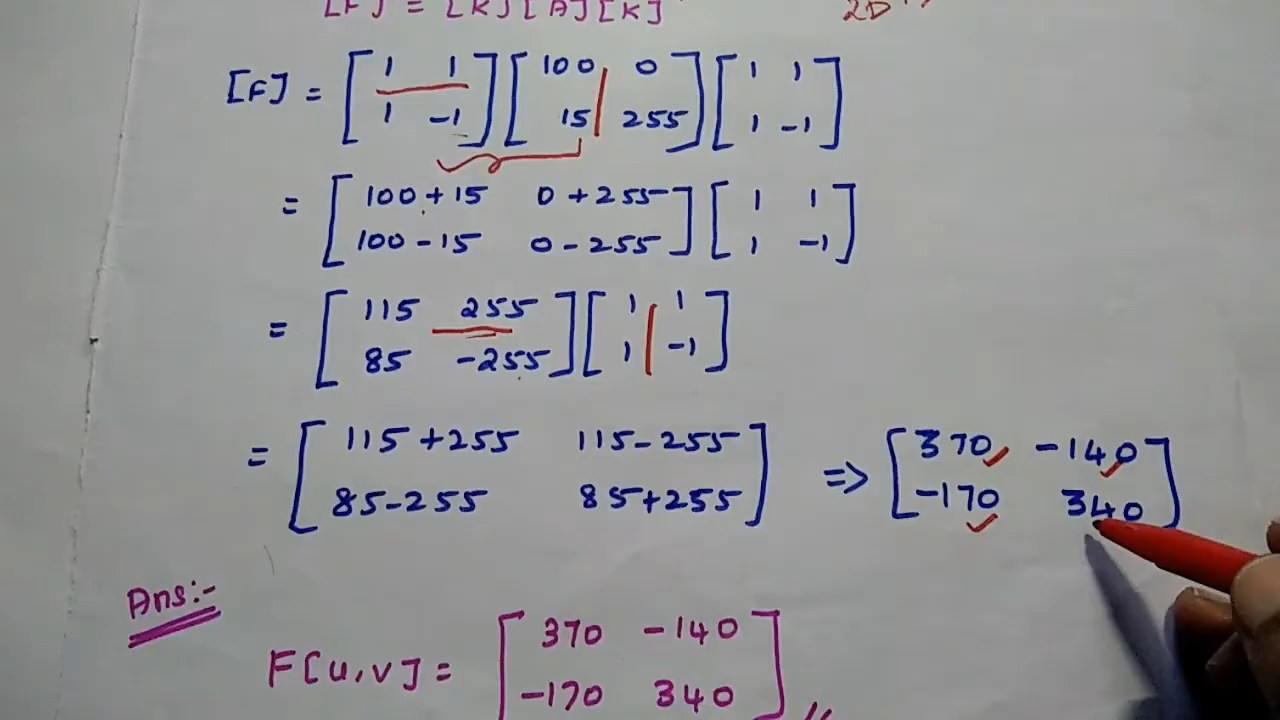 [F] = [K][A][K] 2D
[F] = [1 1 [100 0 [1 1
1 -1] 15 255] 1 -1]
= [100+15 0+255 [1 1
100-15 0-255] 1 -1]
= [115 255 [1 1
85 -255] 1 -1]
= [115+255 115-255 => [370 -140
85-255 85+255] -170 340]
Ans:-
F[u,v] = [370 -140
-170 340]